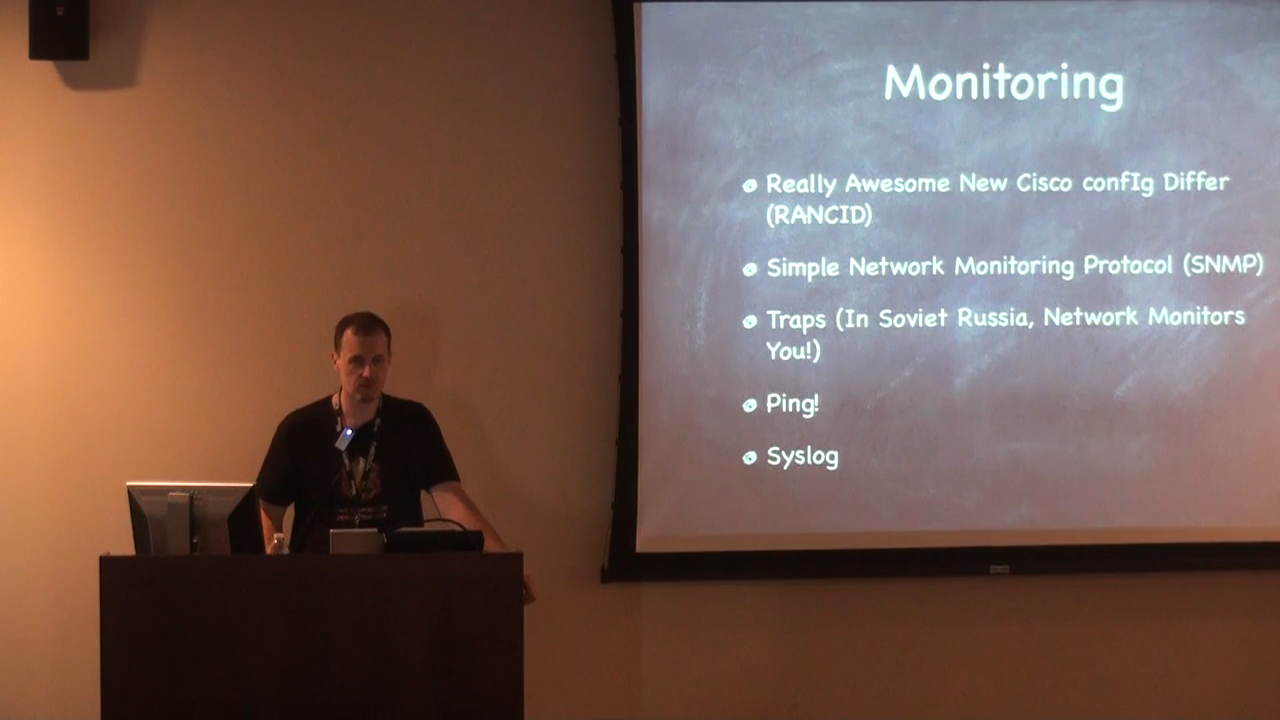 Monitoring
Really Awesome New Cisco confIg Differ
(RANCID)
Simple Network Monitoring Protocol (SNMP)
Traps (In Soviet Russia, Network Monitors
You!)
Ping!
Syslog